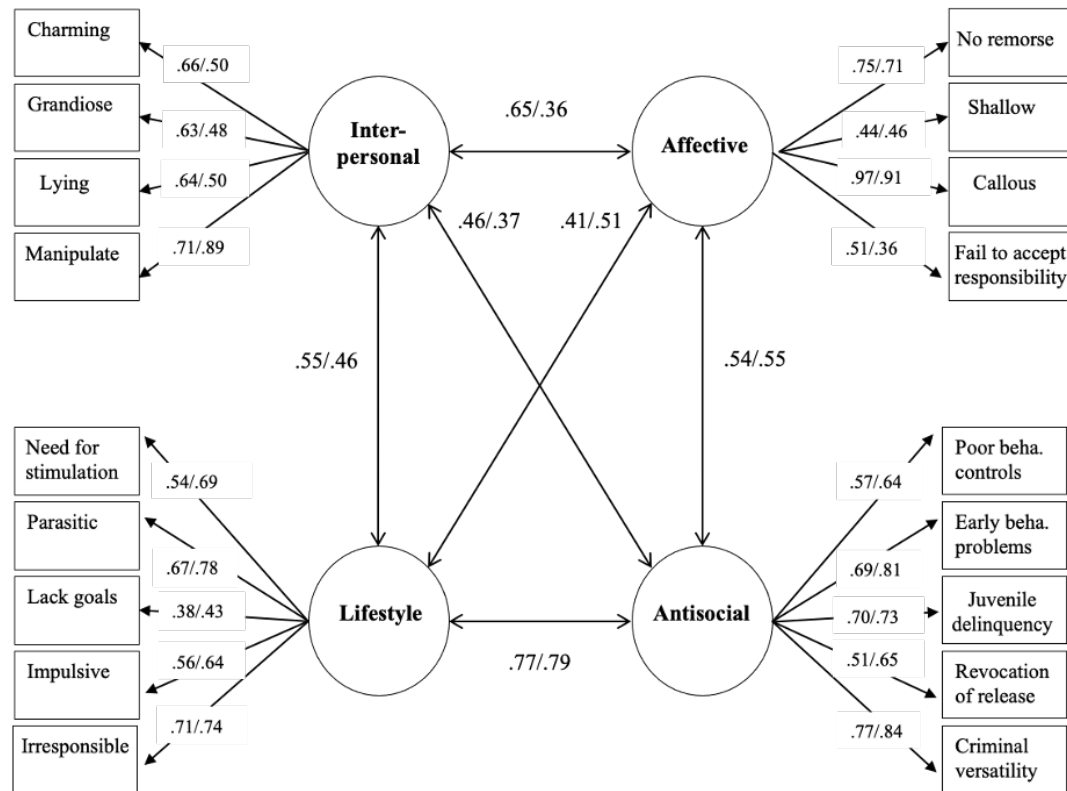 Charming
.66/.50
Grandiose
.63/.48
Lying
.64/.50
Manipulate
.71/.89
Inter-
personal
.65/.36
Affective
No remorse
.75/.71
Shallow
.44/.46
Callous
.97/.91
Fail to accept
responsibility
.51/.36
.46/.37
.41/.51
.55/.46
.54/.55
Need for
stimulation
.54/.69
Parasitic
.67/.78
Lack goals
.38/.43
Impulsive
.56/.64
Irresponsible
.71/.74
Lifestyle
.77/.79
Antisocial
Poor beha.
controls
.57/.64
Early beha.
problems
.69/.81
Juvenile
delinquency
.70/.73
Revocation
of release
.51/.65
Criminal
versatility
.77/.84